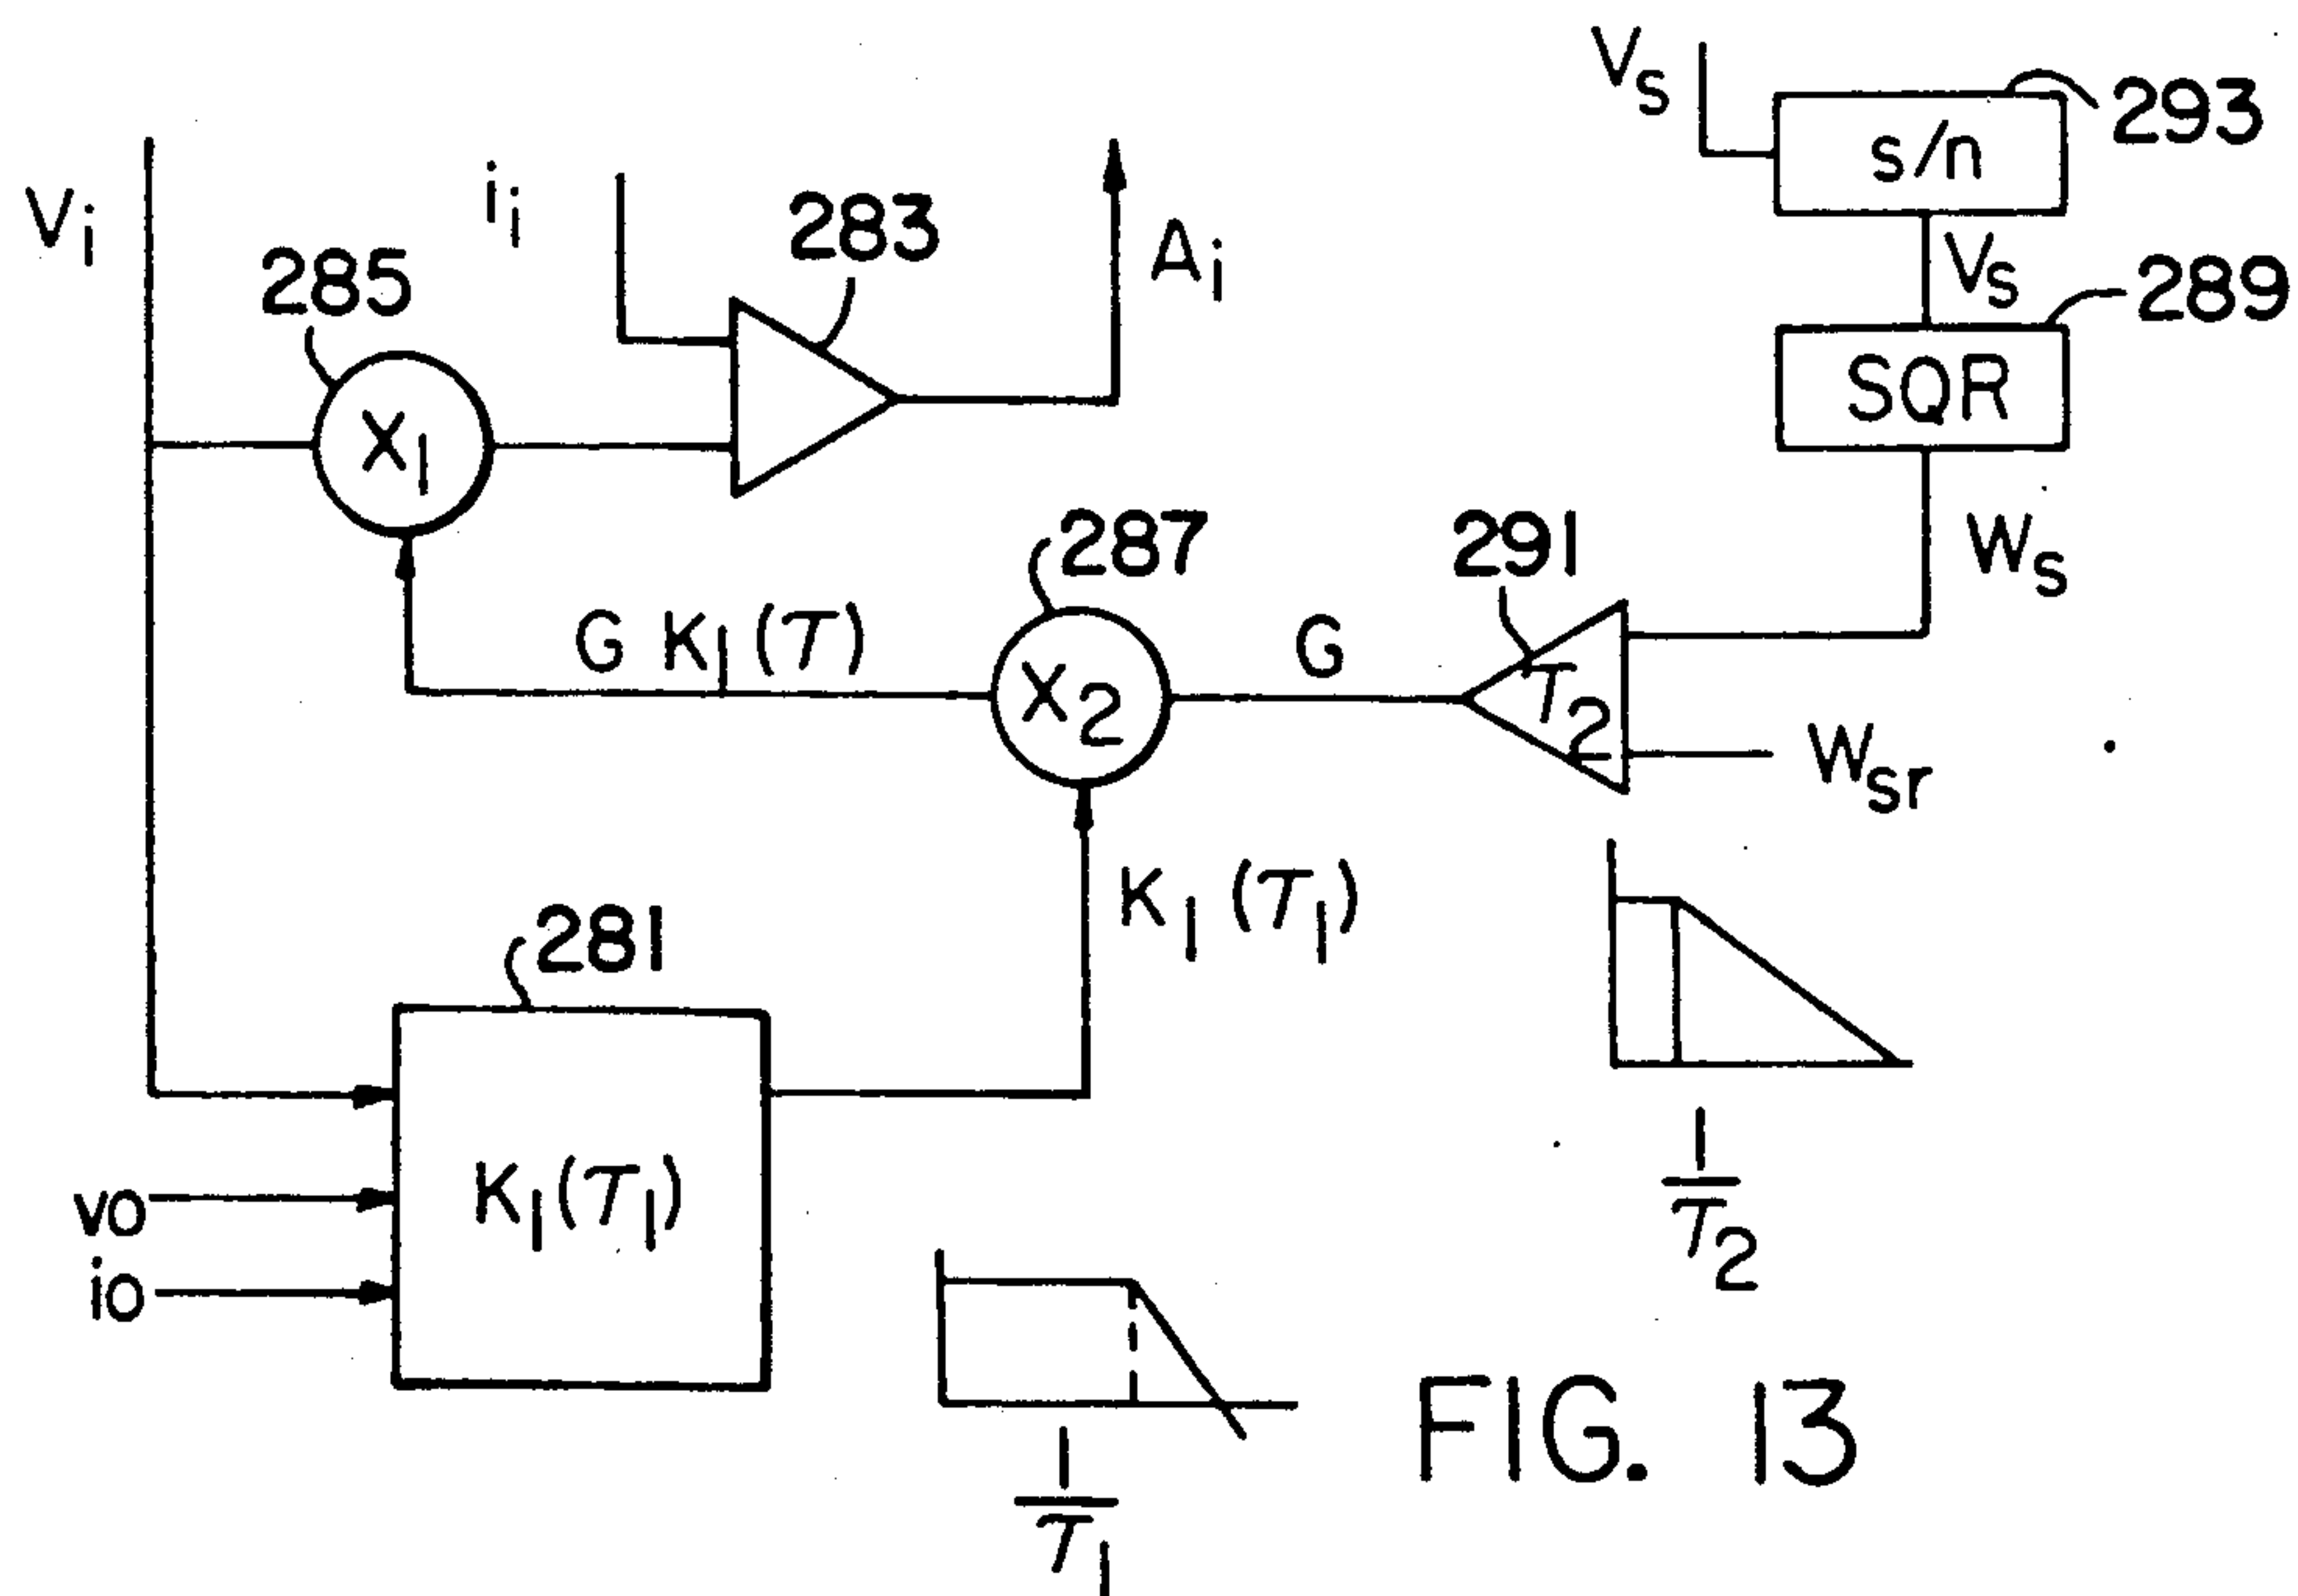 Vs
s/n
293
Vi
ii
283
Ai
285
Vs
289
SQR
X1
287
291
Ws
G K1(τ)
X2
G
τ2
Wsr
K1(τ1)
281
K1(τ1)
vo
io
1
τ2
1
τ1
FIG. 13